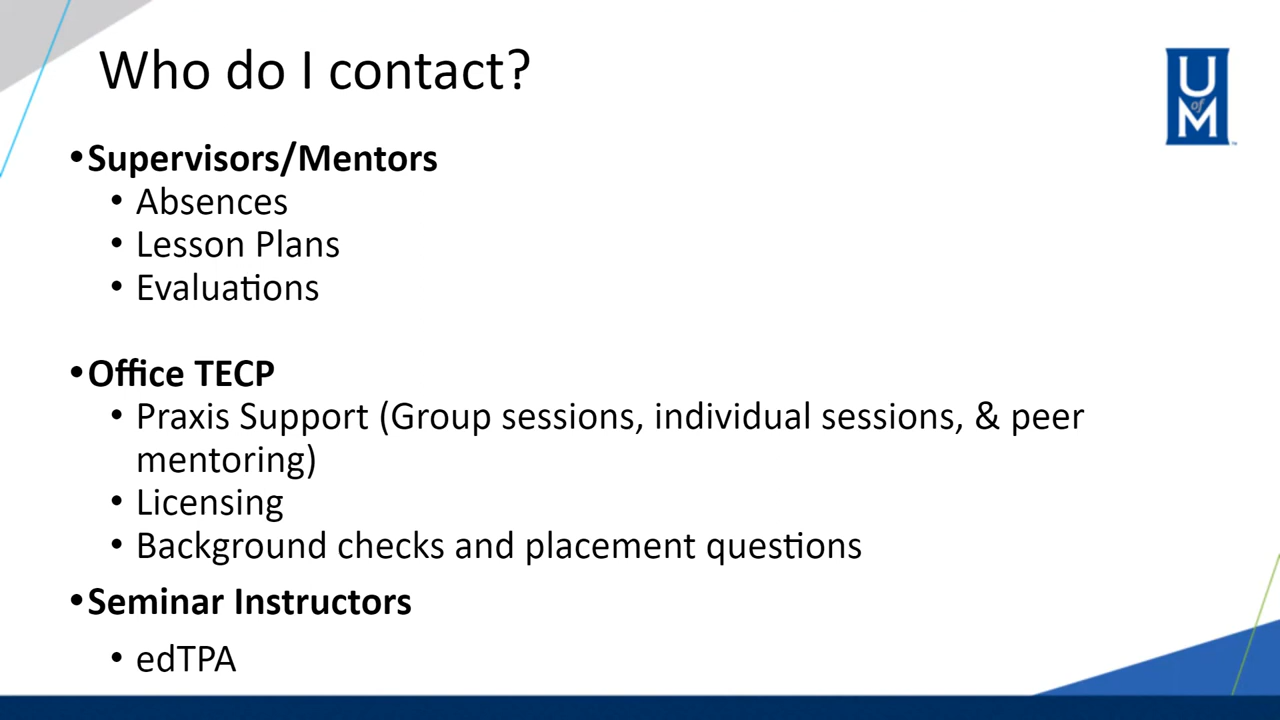 Who do I contact?
U
of
M
•Supervisors/Mentors
• Absences
• Lesson Plans
• Evaluations
•Office TECP
• Praxis Support (Group sessions, individual sessions, & peer
mentoring)
• Licensing
• Background checks and placement questions
•Seminar Instructors
• edTPA